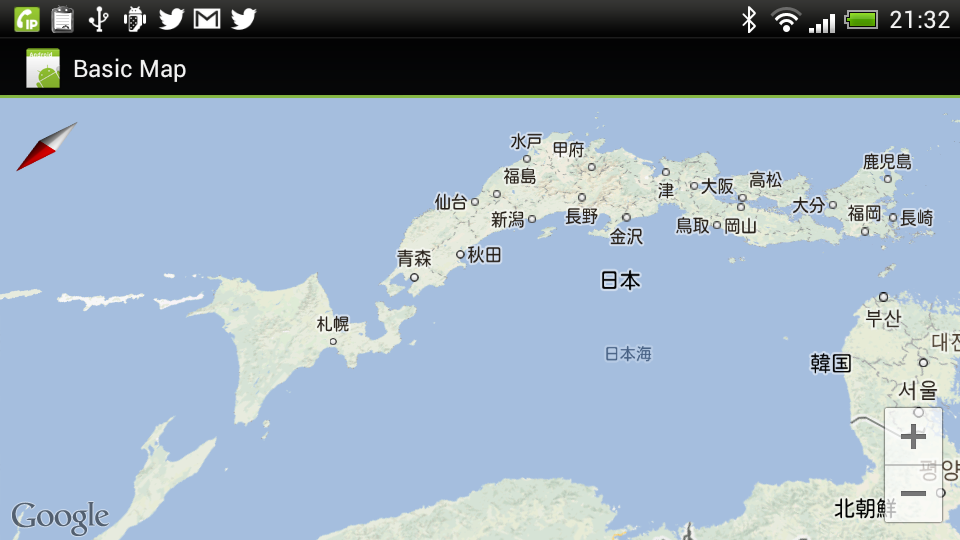 IP
21:32
Android
Basic Map
水戸
甲府
福島
鹿児島
津
大阪
高松
仙台
新潟
長野
金沢
鳥取
岡山
大分
福岡
長崎
青森
秋田
日本
札幌
부산
日本海
韓国
서울
北朝鮮
Google